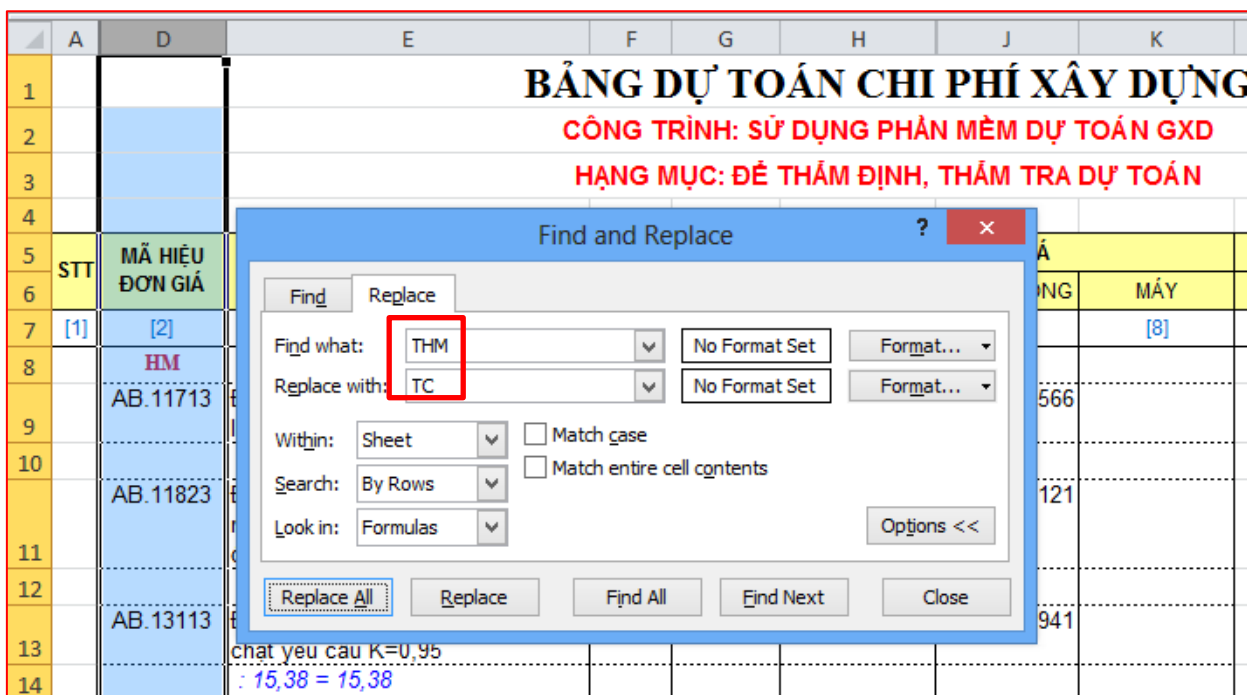 A D E F G H J K
1 BẢNG DỰ TOÁN CHI PHÍ XÂY DỰNG
2 CÔNG TRÌNH: SỬ DỤNG PHẦN MỀM DỰ TOÁN GXD
3 HẠNG MỤC: ĐỂ THẨM ĐỊNH, THẨM TRA DỰ TOÁN
4
Find and Replace ? ×
5 STT MÃ HIỆU Á
6 ĐƠN GIÁ NG MÁY
Find Replace
7 [1] [2] [8]
Find what: THM No Format Set Format...
8 HM
Replace with: TC No Format Set Format...
AB.11713 566
9
Within: Sheet Match case
10
Search: By Rows Match entire cell contents
AB.11823 121
Look in: Formulas Options <<
11
12
Replace All Replace Find All Find Next Close
AB.13113 941
13 chặt yêu cầu K=0,95
14 : 15,38 = 15,38